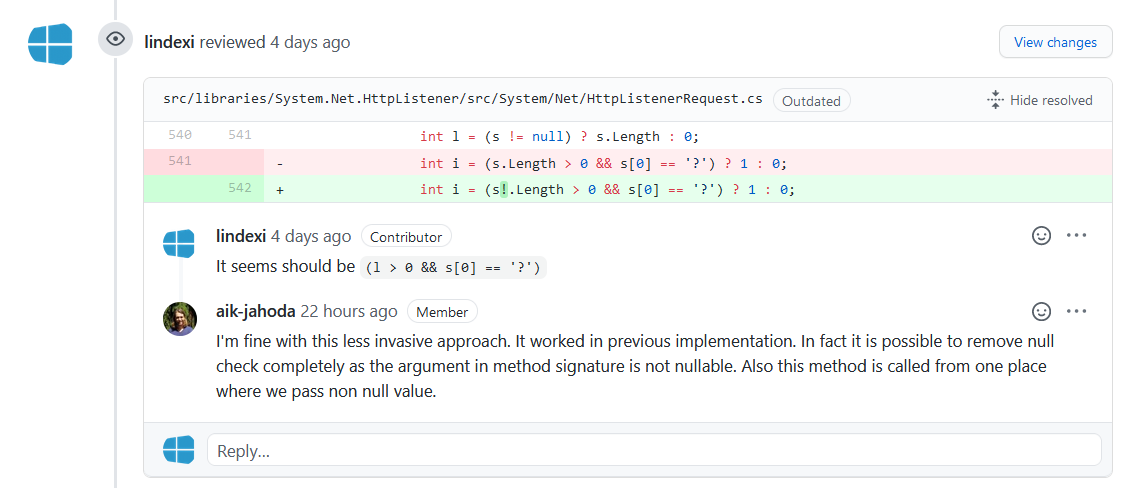 lindexi reviewed 4 days ago
View changes
src/libraries/System.Net.HttpListener/src/System/Net/HttpListenerRequest.cs Outdated Hide resolved
540 541 int l = (s != null) ? s.Length : 0;
541 - int i = (s.Length > 0 && s[0] == '?') ? 1 : 0;
542 + int i = (s!.Length > 0 && s[0] == '?') ? 1 : 0;
lindexi 4 days ago Contributor
It seems should be (l > 0 && s[0] == '?')
aik-jahoda 22 hours ago Member
I'm fine with this less invasive approach. It worked in previous implementation. In fact it is possible to remove null
check completely as the argument in method signature is not nullable. Also this method is called from one place
where we pass non null value.
Reply...